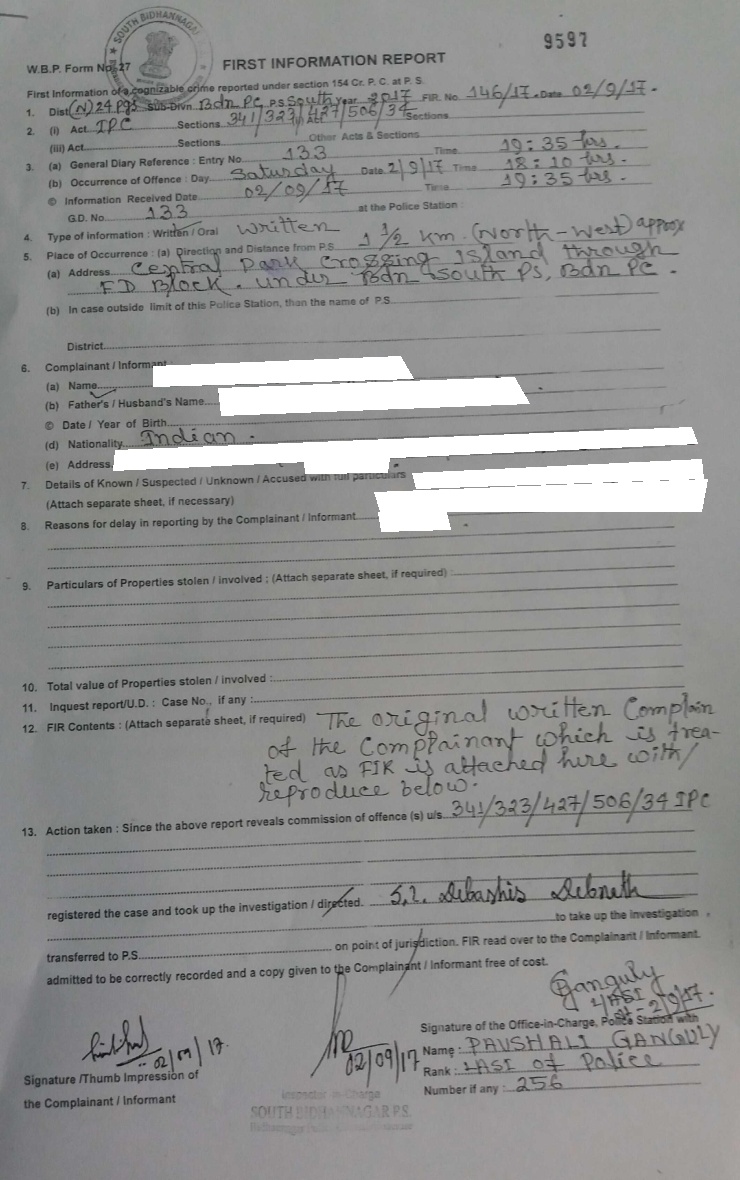 SOUTH BIDHANNAGAR
9597
W.B.P. Form No. 27
FIRST INFORMATION REPORT
First Information of a cognizable crime reported under section 154 Cr. P. C. at P. S.
1. Dist (N) 24 Pgs Sub-Divn. Bdn PC P.S South Year 2017 FIR. No. 146/17. Date 02/9/17.
2. (i) Act IPC Sections 341/323/427/506/34 Sections
(iii) Act Sections Other Acts & Sections
3. (a) General Diary Reference : Entry No. 133 Time 19:35 hrs.
(b) Occurrence of Offence : Day Saturday Date 2/9/17 Time 18:10 hrs.
© Information Received Date 02/09/17 Time 19:35 hrs.
G.D. No. 133 at the Police Station :
4. Type of information : Written / Oral Written
5. Place of Occurrence : (a) Direction and Distance from P.S. 1 1/2 km. (North-West) approx
(a) Address Central Park Crossing Island through
FD Block. under Bdn South PS, Bdn PC.
(b) In case outside limit of this Police Station, than the name of P.S.
District
6. Complainant / Informant
(a) Name
(b) Father's / Husband's Name
© Date / Year of Birth
(d) Nationality Indian.
(e) Address
7. Details of Known / Suspected / Unknown / Accused with full particulars
(Attach separate sheet, if necessary)
8. Reasons for delay in reporting by the Complainant / Informant
9. Particulars of Properties stolen / involved ; (Attach separate sheet, if required)
10. Total value of Properties stolen / involved :
11. Inquest report/U.D. : Case No., if any :
12. FIR Contents : (Attach separate sheet, if required) The original written Complain
of the Complainant which is trea-
ted as FIR is attached here with/
reproduce below.
13. Action taken : Since the above report reveals commission of offence (s) u/s. 341/323/427/506/34 IPC
registered the case and took up the investigation / directed. S.I. Debashis Debnath
to take up the investigation
transferred to P.S. on point of jurisdiction. FIR read over to the Complainant / Informant.
admitted to be correctly recorded and a copy given to the Complainant / Informant free of cost.
Ganguly
LASI
2/9/17.
02/09/17.
02/09/17
Signature of the Office-in-Charge, Police Station with
Name : PAUSHALI GANGULY
Rank : LASI of Police
Number if any : 256
Signature /Thumb Impression of
the Complainant / Informant
Inspector-in-Charge
SOUTH BIDHANNAGAR P.S.